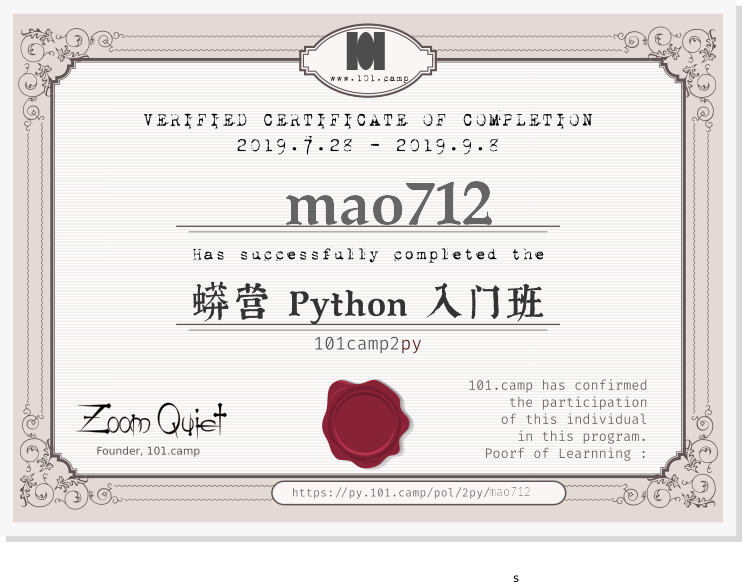 101
www.101.camp
VERIFIED CERTIFICATE OF COMPLETION
2019.7.28 - 2019.9.8
mao712
Has successfully completed the
蟒营 Python 入门班
101camp2py
Zoom Quiet
Founder, 101.camp
101.camp has confirmed
the participation
of this individual
in this program.
Poorf of Learnning :
https://py.101.camp/pol/2py/mao712
s